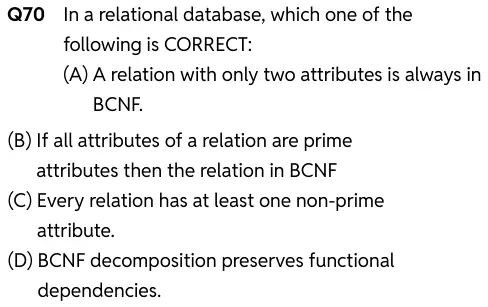 Q70 In a relational database, which one of the
following is CORRECT:
(A) A relation with only two attributes is always in
BCNF.
(B) If all attributes of a relation are prime
attributes then the relation in BCNF
(C) Every relation has at least one non-prime
attribute.
(D) BCNF decomposition preserves functional
dependencies.